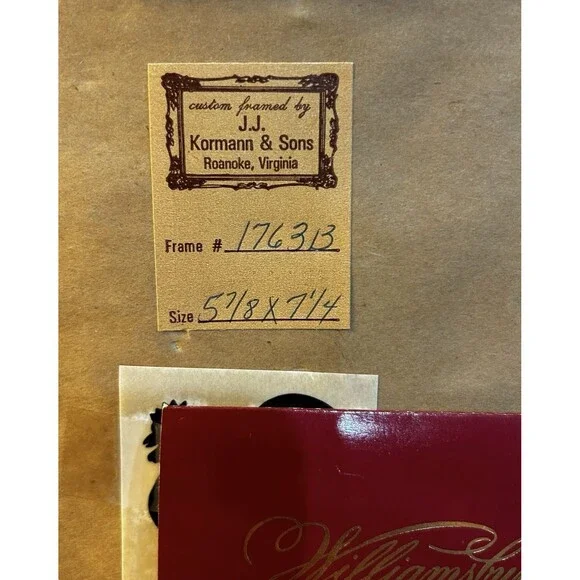 custom framed by
J.J.
Kormann & Sons
Roanoke, Virginia
Frame # 176313
Size 5 7/8 X 7 1/4